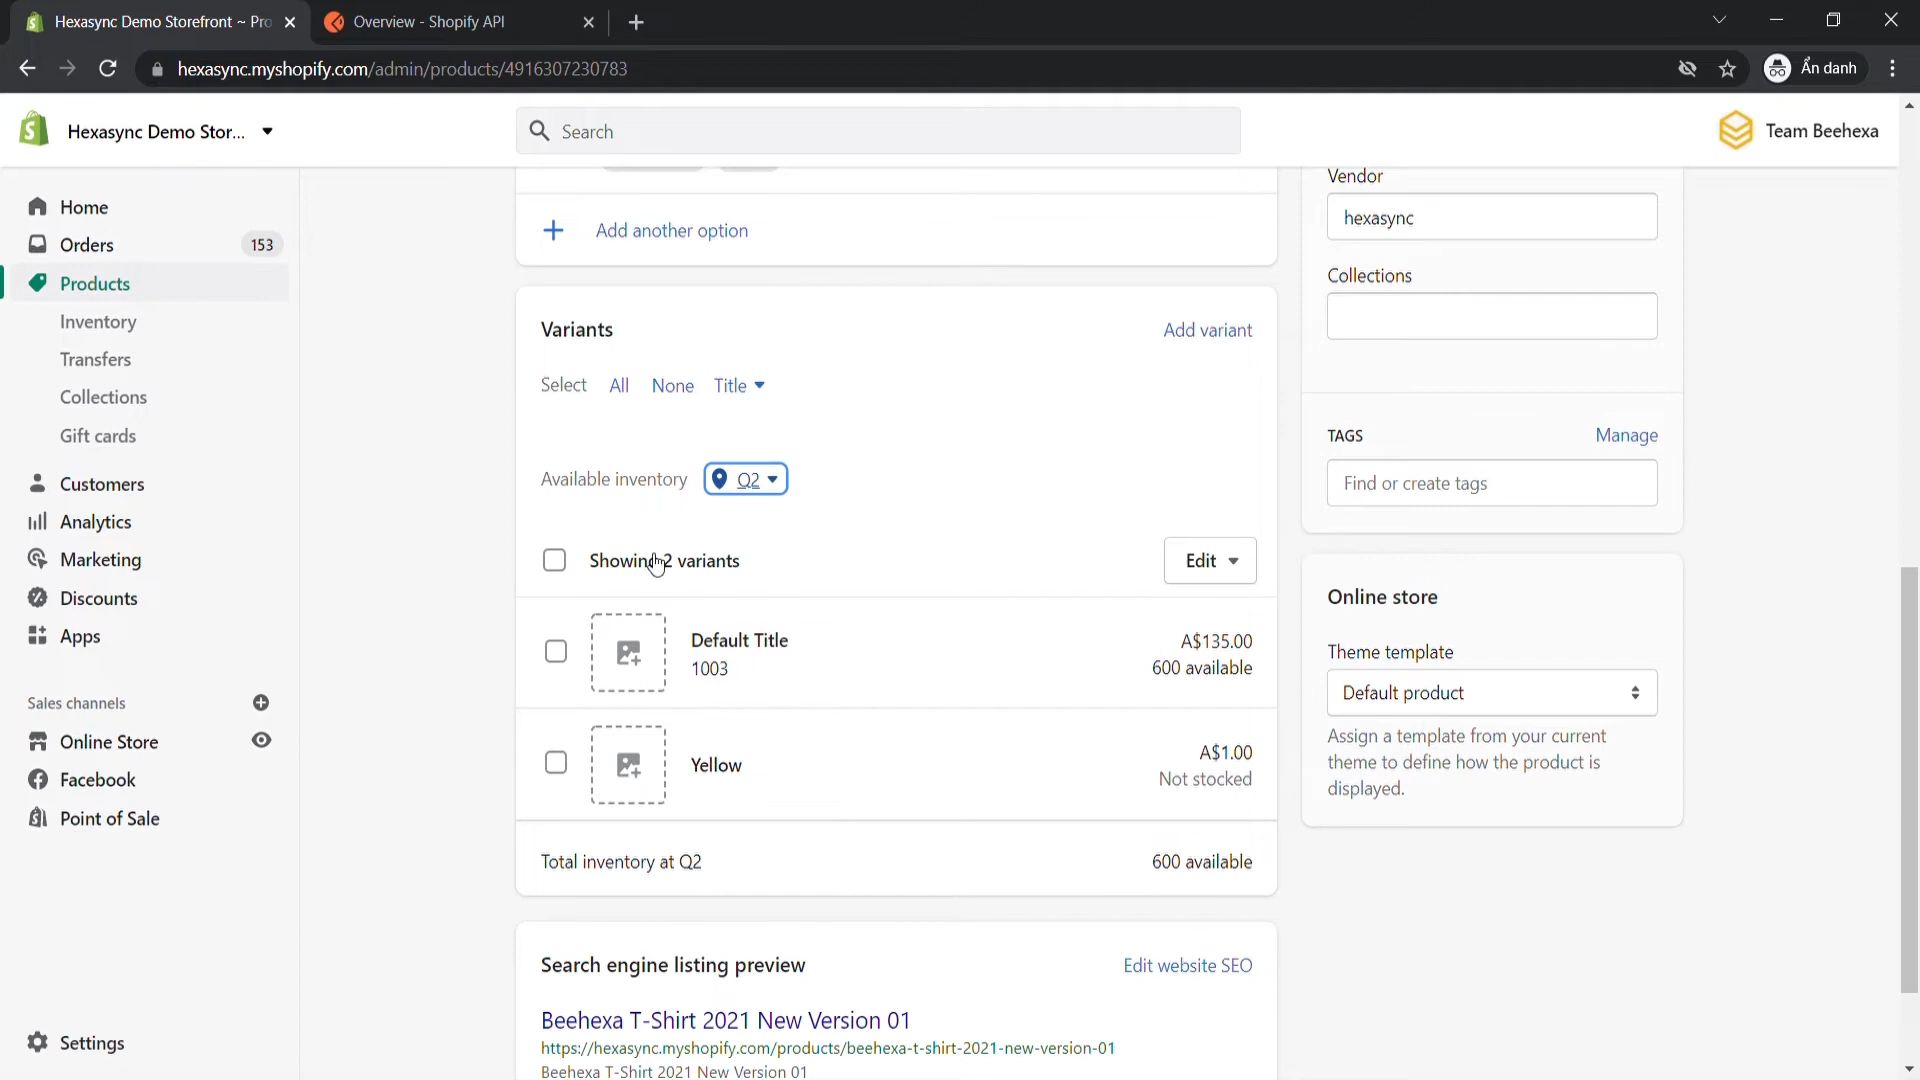 Hexasync Demo Storefront ~ Pro
Overview - Shopify API
hexasync.myshopify.com/admin/products/4916307230783
Ẩn danh
Hexasync Demo Stor...
Search
Team Beehexa
Home
Orders
153
Products
Inventory
Transfers
Collections
Gift cards
Customers
Analytics
Marketing
Discounts
Apps
Sales channels
Online Store
Facebook
Point of Sale
Settings
Add another option
Variants
Add variant
Select All None Title
Available inventory Q2
Showing 2 variants
Edit
Default Title
A$135.00
1003
600 available
Yellow
A$1.00
Not stocked
Total inventory at Q2
600 available
Search engine listing preview
Edit website SEO
Beehexa T-Shirt 2021 New Version 01
https://hexasync.myshopify.com/products/beehexa-t-shirt-2021-new-version-01
Beehexa T-Shirt 2021 New Version 01
Vendor
hexasync
Collections
TAGS
Manage
Find or create tags
Online store
Theme template
Default product
Assign a template from your current
theme to define how the product is
displayed.